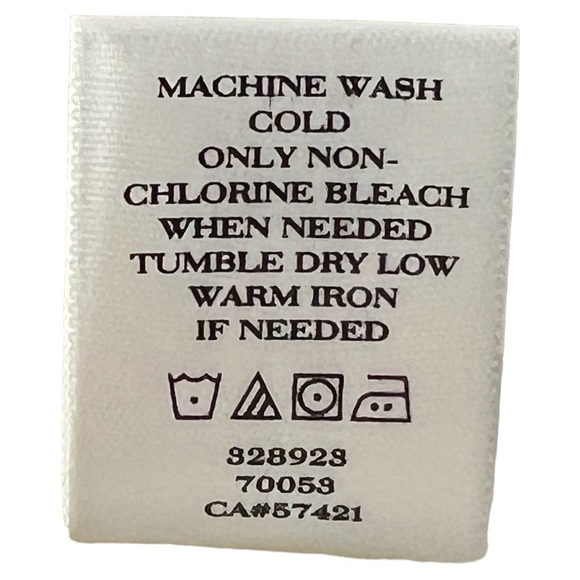 MACHINE WASH
COLD
ONLY NON-
CHLORINE BLEACH
WHEN NEEDED
TUMBLE DRY LOW
WARM IRON
IF NEEDED
328923
70053
CA#57421